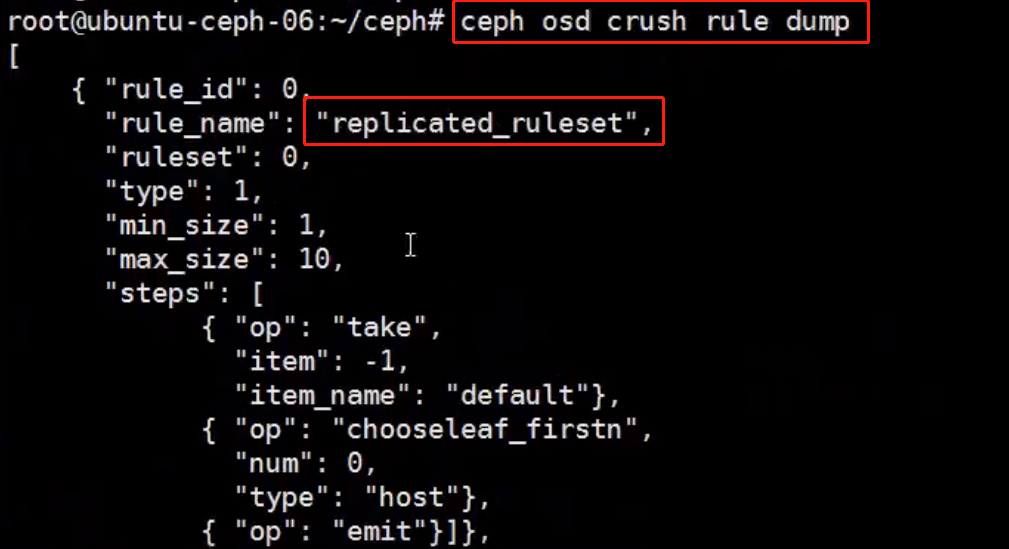 root@ubuntu-ceph-06:~/ceph# ceph osd crush rule dump
[
    { "rule_id": 0,
      "rule_name": "replicated_ruleset",
      "ruleset": 0,
      "type": 1,
      "min_size": 1,
      "max_size": 10,
      "steps": [
            { "op": "take",
              "item": -1,
              "item_name": "default"},
            { "op": "chooseleaf_firstn",
              "num": 0,
              "type": "host"},
            { "op": "emit"}]},